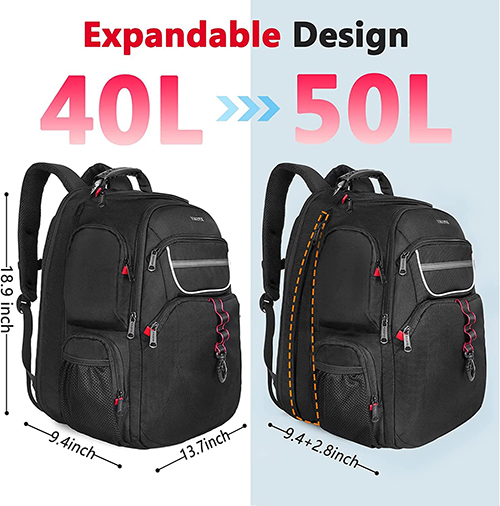 Expandable Design
40L >>> 50L
18.9 inch
9.4inch
13.7inch
9.4+2.8inch